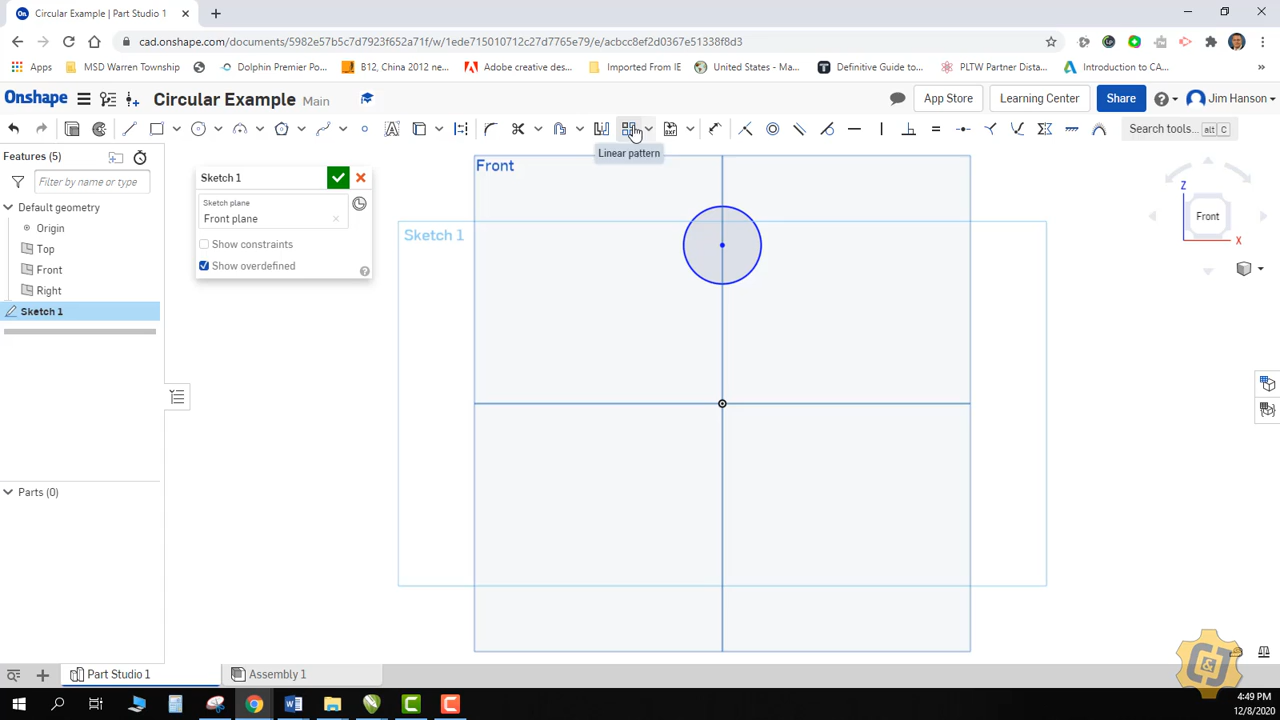 On Circular Example | Part Studio 1
cad.onshape.com/documents/5982e57b5c7d7923f652a71f/w/1ede715010712c27d7765e79/e/acbcc8ef2d0367e51338f8d3
Apps MSD Warren Township Dolphin Premier Po... B12, China 2012 ne... Adobe creative des... Imported From IE United States - Ma... Definitive Guide to... PLTW Partner Distan... Introduction to CA... »
Onshape Circular Example Main App Store Learning Center Share Jim Hanson
Search tools... alt C
Linear pattern
Features (5)
Filter by name or type
Default geometry
Origin
Top
Front
Right
Sketch 1
Parts (0)
Sketch 1
Sketch plane
Front plane
Show constraints
Show overdefined
Front
Sketch 1
Z
Front
X
Part Studio 1
Assembly 1
C&J
4:49 PM
12/8/2020